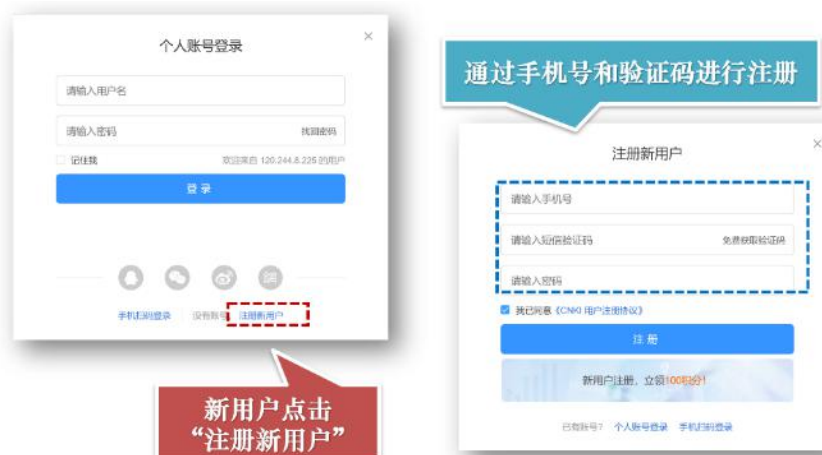 个人账号登录
×
请输入用户名
请输入密码 找回密码
记住我 欢迎来自 120.244.8.225 的用户
登录
手机扫码登录 没有账号 注册新用户
新用户点击
“注册新用户”
通过手机号和验证码进行注册
×
注册新用户
请输入手机号
请输入短信验证码 免费获取验证码
请输入密码
我已同意《CNKI 用户注册协议》
注册
新用户注册,立领100积分!
已有账号? 个人账号登录 手机扫码登录